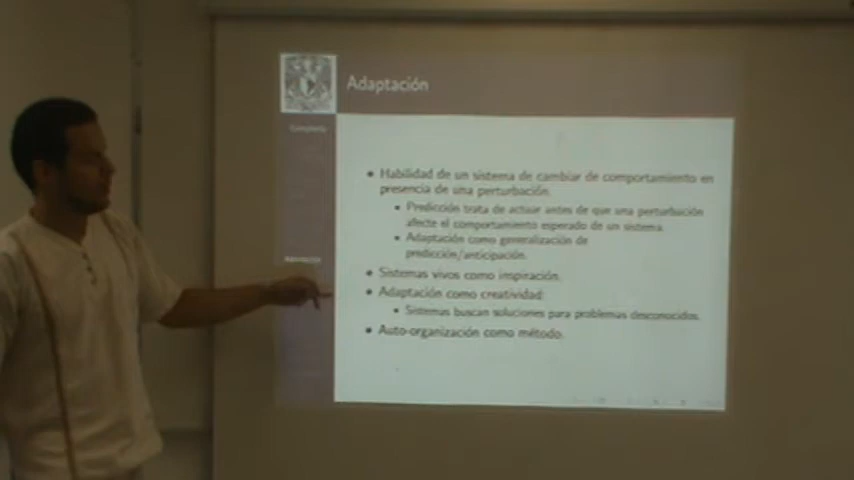 Adaptación
Adaptación
• Habilidad de un sistema de cambiar de comportamiento en
presencia de una perturbación.
• Predicción trata de actuar antes de que una perturbación
afecte el comportamiento esperado de un sistema.
• Adaptación como generalización de
predicción/anticipación.
• Sistemas vivos como inspiración.
• Adaptación como creatividad:
• Sistemas buscan soluciones para problemas desconocidos.
• Auto-organización como método.